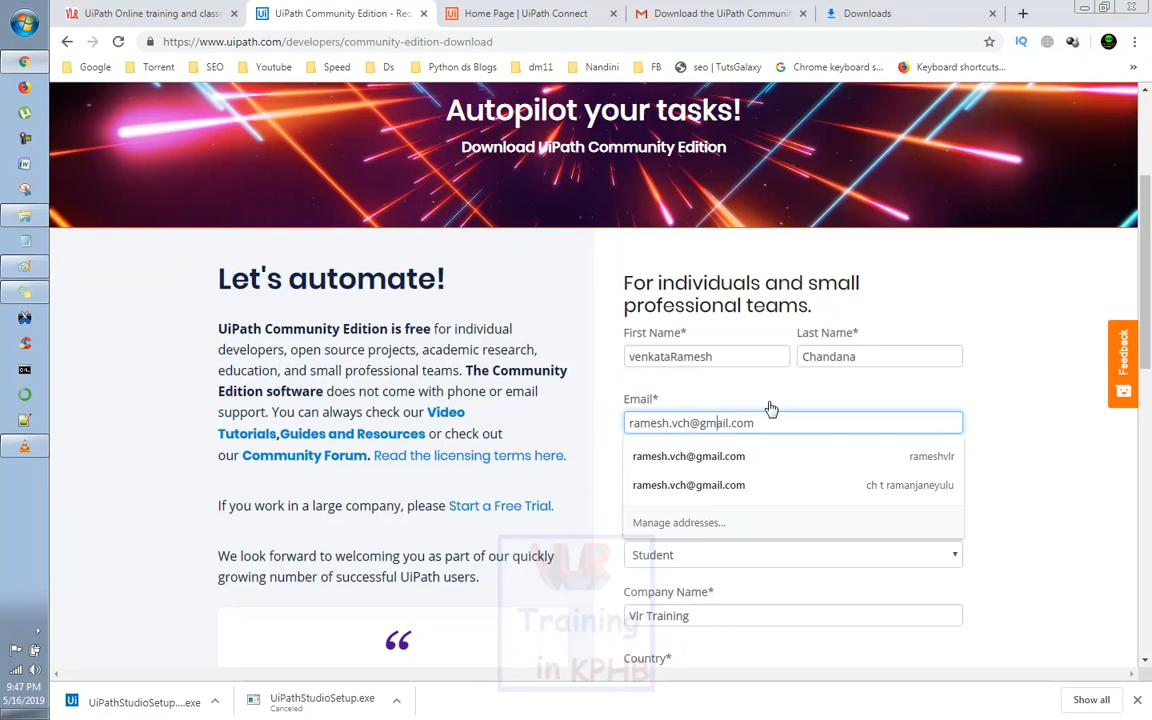 UiPath Online training and classr
UiPath Community Edition - Req
Home Page | UiPath Connect
Download the UiPath Communit
Downloads
https://www.uipath.com/developers/community-edition-download
Google
Torrent
SEO
Youtube
Speed
Ds
Python ds Blogs
dm11
Nandini
FB
seo | TutsGalaxy
Chrome keyboard s...
Keyboard shortcuts...
Autopilot your tasks!
Download UiPath Community Edition
Let's automate!
UiPath Community Edition is free for individual
developers, open source projects, academic research,
education, and small professional teams. The Community
Edition software does not come with phone or email
support. You can always check our Video
Tutorials,Guides and Resources or check out
our Community Forum. Read the licensing terms here.
If you work in a large company, please Start a Free Trial.
We look forward to welcoming you as part of our quickly
growing number of successful UiPath users.
“
For individuals and small
professional teams.
First Name* Last Name*
venkataRamesh Chandana
Email*
ramesh.vch@gmail.com
ramesh.vch@gmail.com rameshvlr
ramesh.vch@gmail.com ch t ramanjaneyulu
Manage addresses...
Student
Company Name*
Vlr Training
Country*
Feedback
VLR
Training
in KPHB
9:47 PM
5/16/2019
UiPathStudioSetup....exe
UiPathStudioSetup.exe
Canceled
Show all